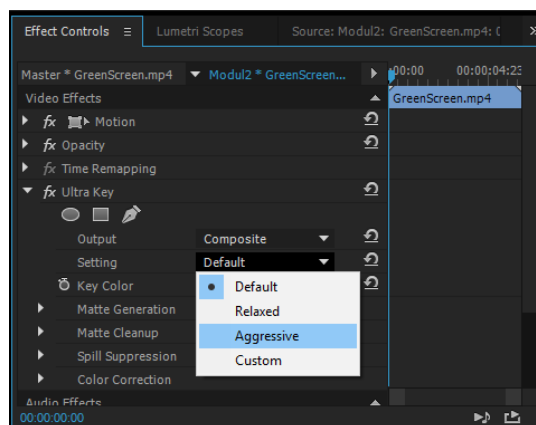 Effect Controls Lumetri Scopes Source: Modul2: GreenScreen.mp4:
Master * GreenScreen.mp4 Modul2 * GreenScreen... 00:00 00:00:04:23
Video Effects GreenScreen.mp4
fx Motion
fx Opacity
fx Time Remapping
fx Ultra Key
Output Composite
Setting Default
Key Color Default
Relaxed
Matte Generation
Aggressive
Matte Cleanup
Custom
Spill Suppression
Color Correction
Audio Effects
00:00:00:00